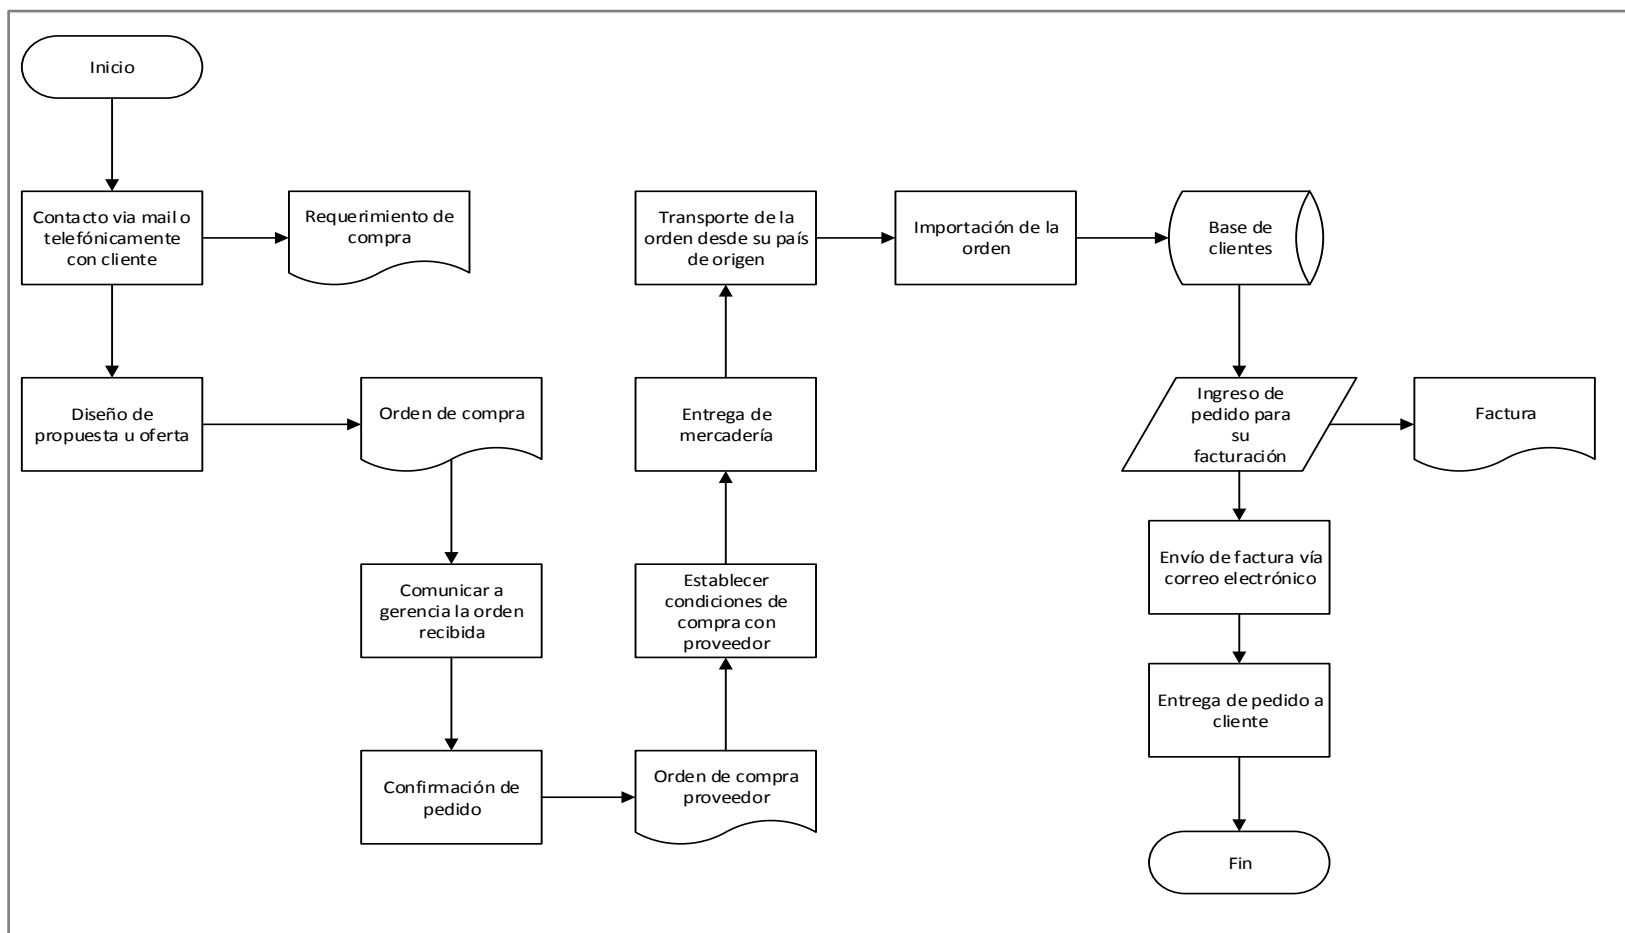 Inicio
Contacto via mail o
telefónicamente
con cliente
Requerimiento de
compra
Diseño de
propuesta u oferta
Orden de compra
Comunicar a
gerencia la orden
recibida
Confirmación de
pedido
Orden de compra
proveedor
Establecer
condiciones de
compra con
proveedor
Entrega de
mercadería
Transporte de la
orden desde su país
de origen
Importación de la
orden
Base de
clientes
Ingreso de
pedido para
su
facturación
Factura
Envío de factura vía
correo electrónico
Entrega de pedido a
cliente
Fin